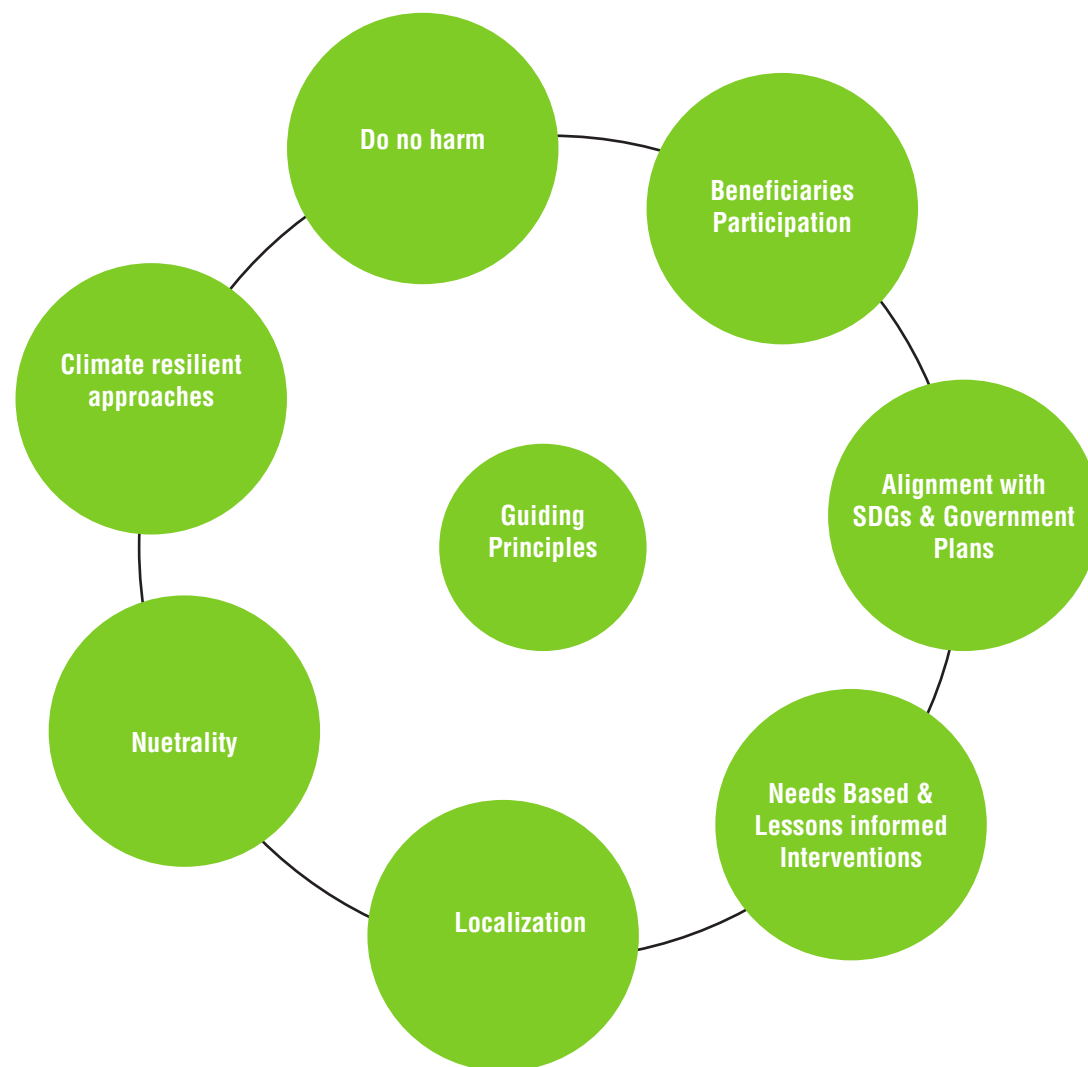 Do no harm
Beneficiaries
Participation
Climate resilient
approaches
Alignment with
SDGs & Government
Plans
Guiding
Principles
Nuetrality
Needs Based &
Lessons informed
Interventions
Localization